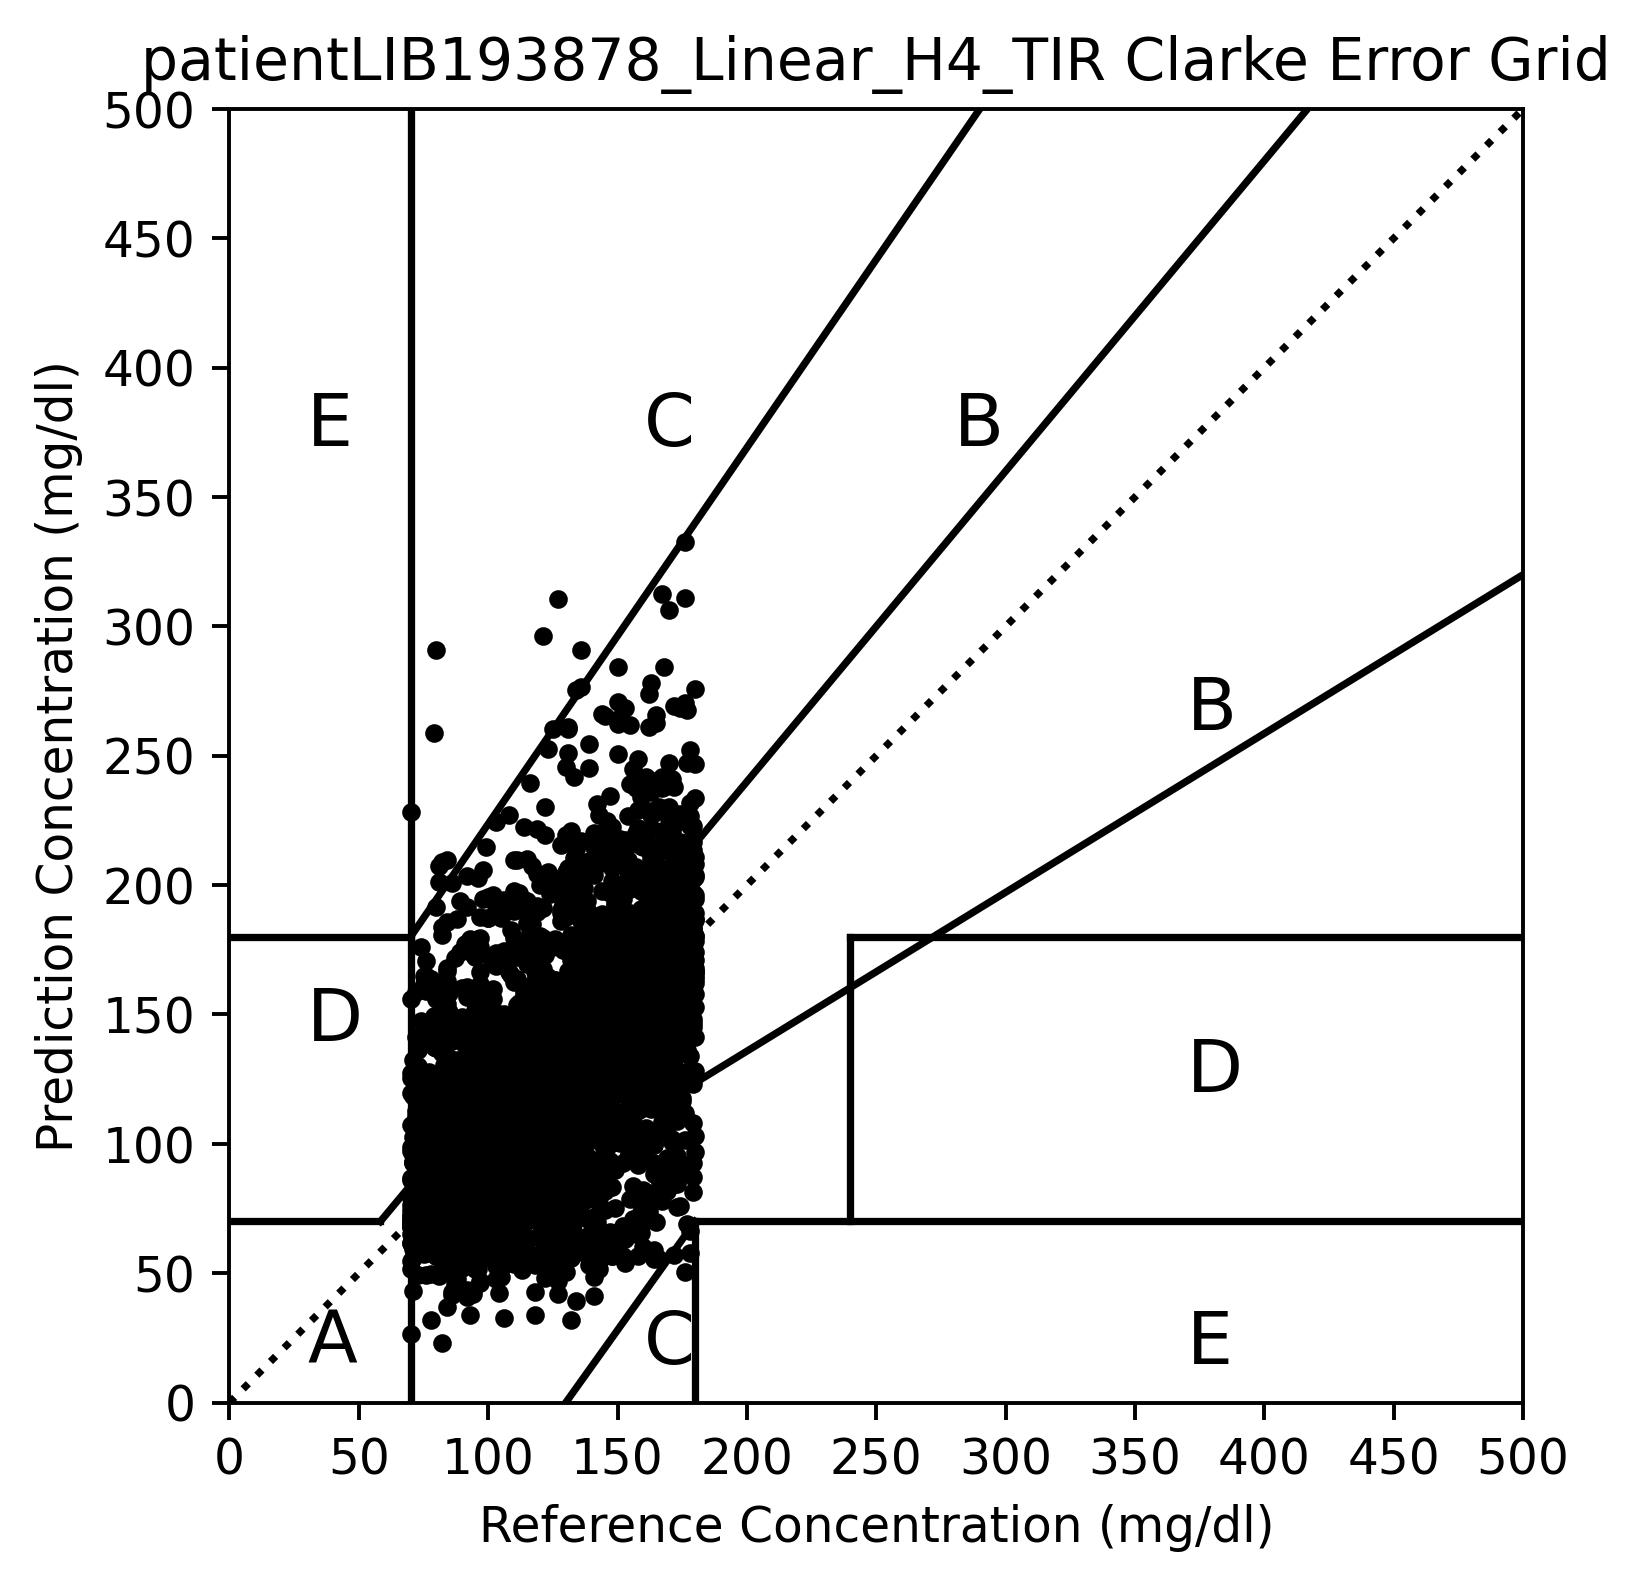 patientLIB193878_Linear_H4_TIR Clarke Error Grid
500
450
400
350
300
250
200
150
100
50
0
Prediction Concentration (mg/dl)
E
C
B
B
D
D
A
C
E
0 50 100 150 200 250 300 350 400 450 500
Reference Concentration (mg/dl)